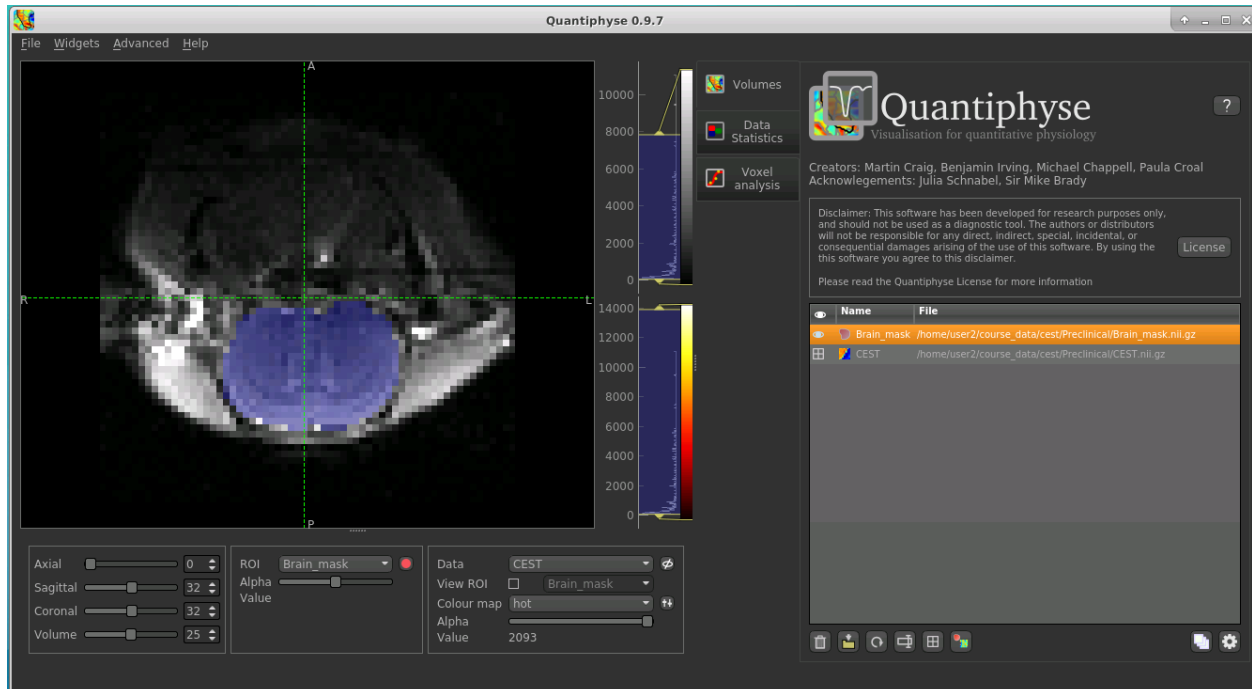 Quantiphyse 0.9.7
File Widgets Advanced Help
A
R
L
P
10000
8000
6000
4000
2000
0
14000
12000
10000
8000
6000
4000
2000
0
Volumes
Data
Statistics
Voxel
analysis
Quantiphyse
Visualisation for quantitative physiology
?
Creators: Martin Craig, Benjamin Irving, Michael Chappell, Paula Croal
Acknowlegements: Julia Schnabel, Sir Mike Brady
Disclaimer: This software has been developed for research purposes only,
and should not be used as a diagnostic tool. The authors or distributors
will not be responsible for any direct, indirect, special, incidental, or
consequential damages arising of the use of this software. By using the
this software you agree to this disclaimer.
Please read the Quantiphyse License for more information
License
Name File
Brain_mask /home/user2/course_data/cest/Preclinical/Brain_mask.nii.gz
CEST /home/user2/course_data/cest/Preclinical/CEST.nii.gz
Axial 0
Sagittal 32
Coronal 32
Volume 25
ROI Brain_mask
Alpha
Value
Data CEST
View ROI Brain_mask
Colour map hot
Alpha
Value 2093